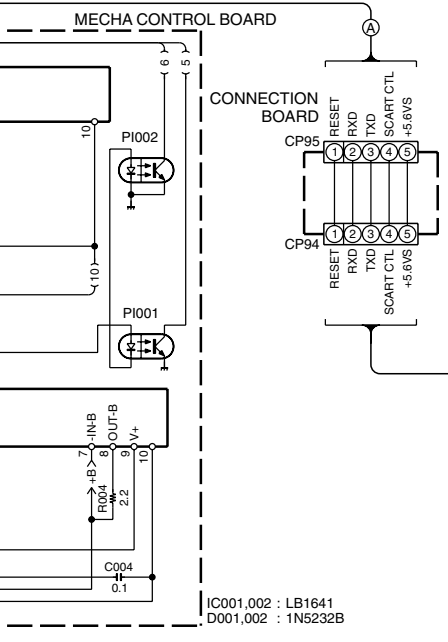 MECHA CONTROL BOARD
A
6
5
CONNECTION
BOARD
RESET
RXD
TXD
SCART CTL
+5.6VS
CP95
1 2 3 4 5
10
PI002
CP94
1 2 3 4 5
RESET
RXD
TXD
SCART CTL
+5.6VS
10
PI001
-IN-B
OUT-B
V+
7
8
9
10
+B
R004
2.2
C004
0.1
IC001,002 : LB1641
D001,002 : 1N5232B